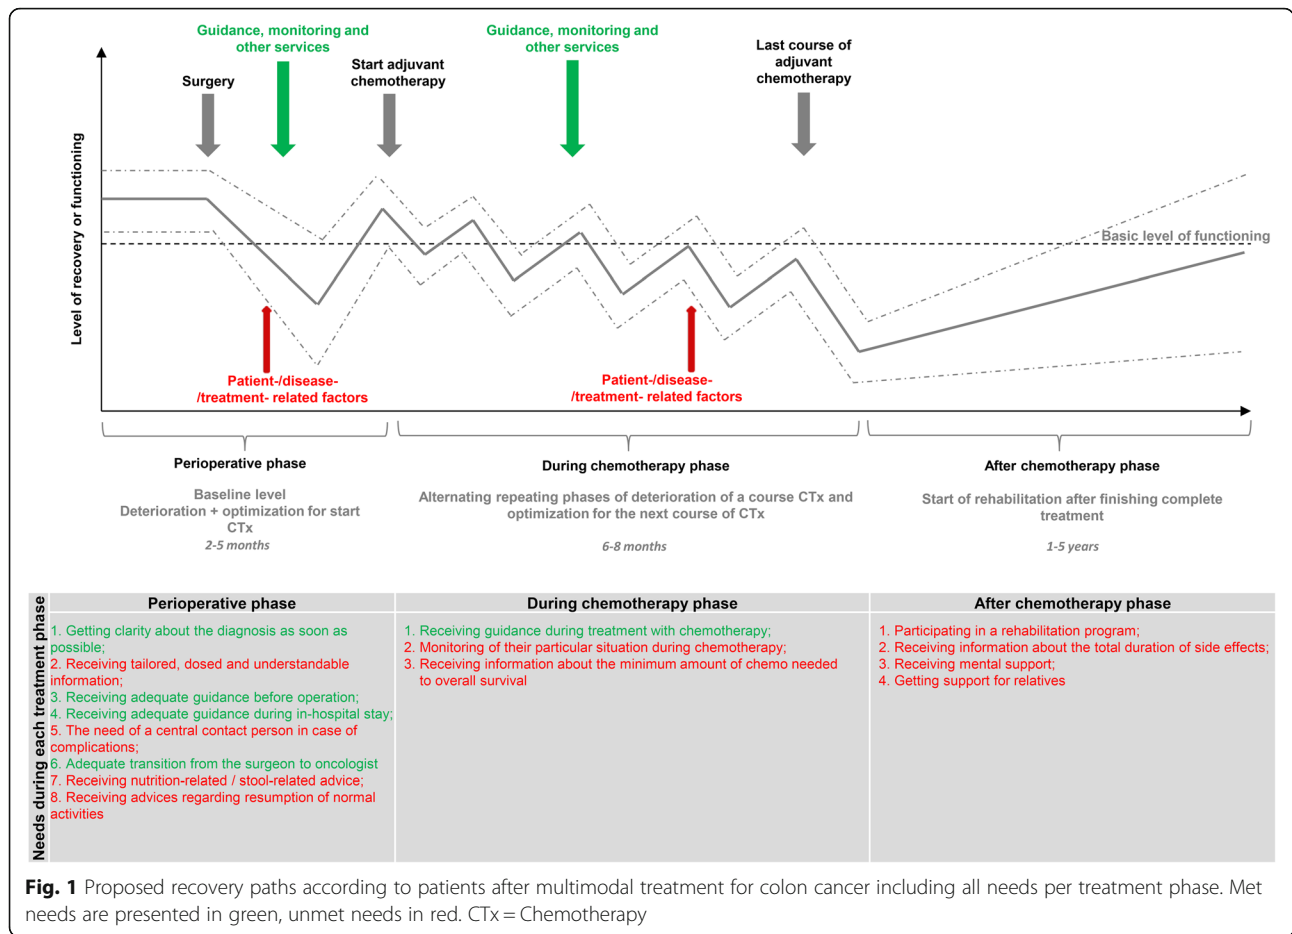 Guidance, monitoring and
other services
Guidance, monitoring and
other services
Surgery
Start adjuvant
chemotherapy
Last course of
adjuvant
chemotherapy
Level of recovery or functioning
Basic level of functioning
Patient-/disease-
/treatment- related factors
Patient-/disease-
/treatment- related factors
Perioperative phase
Baseline level
Deterioration + optimization for start
CTx
2-5 months
During chemotherapy phase
Alternating repeating phases of deterioration of a course CTx and
optimization for the next course of CTx
6-8 months
After chemotherapy phase
Start of rehabilitation after finishing complete
treatment
1-5 years
Needs during each treatment phase
Perioperative phase
1. Getting clarity about the diagnosis as soon as
possible;
2. Receiving tailored, dosed and understandable
information;
3. Receiving adequate guidance before operation;
4. Receiving adequate guidance during in-hospital stay;
5. The need of a central contact person in case of
complications;
6. Adequate transition from the surgeon to oncologist
7. Receiving nutrition-related / stool-related advice;
8. Receiving advices regarding resumption of normal
activities
During chemotherapy phase
1. Receiving guidance during treatment with chemotherapy;
2. Monitoring of their particular situation during chemotherapy;
3. Receiving information about the minimum amount of chemo needed
to overall survival
After chemotherapy phase
1. Participating in a rehabilitation program;
2. Receiving information about the total duration of side effects;
3. Receiving mental support;
4. Getting support for relatives
Fig. 1 Proposed recovery paths according to patients after multimodal treatment for colon cancer including all needs per treatment phase. Met
needs are presented in green, unmet needs in red. CTx = Chemotherapy